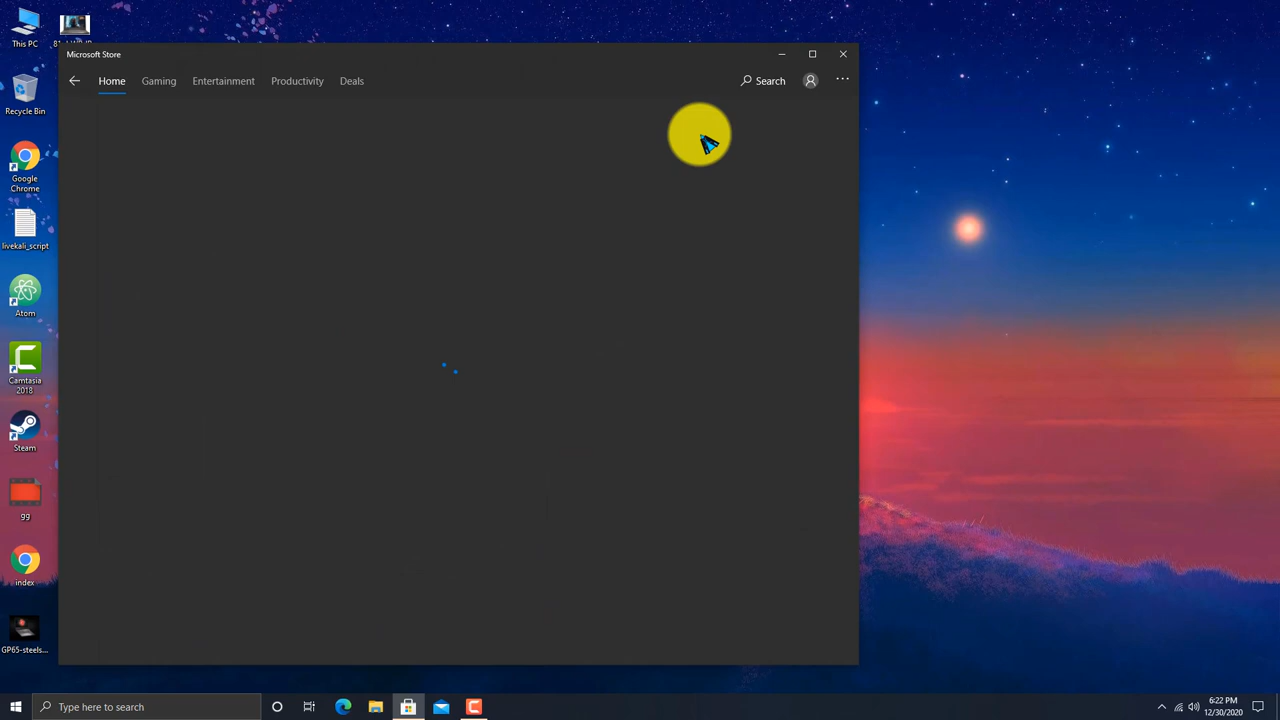 This PC
Microsoft Store
Home
Gaming
Entertainment
Productivity
Deals
Search
Recycle Bin
Google
Chrome
livekali_script
Atom
Camtasia
2018
Steam
gg
index
GP65-steels...
Type here to search
6:22 PM
12/30/2020